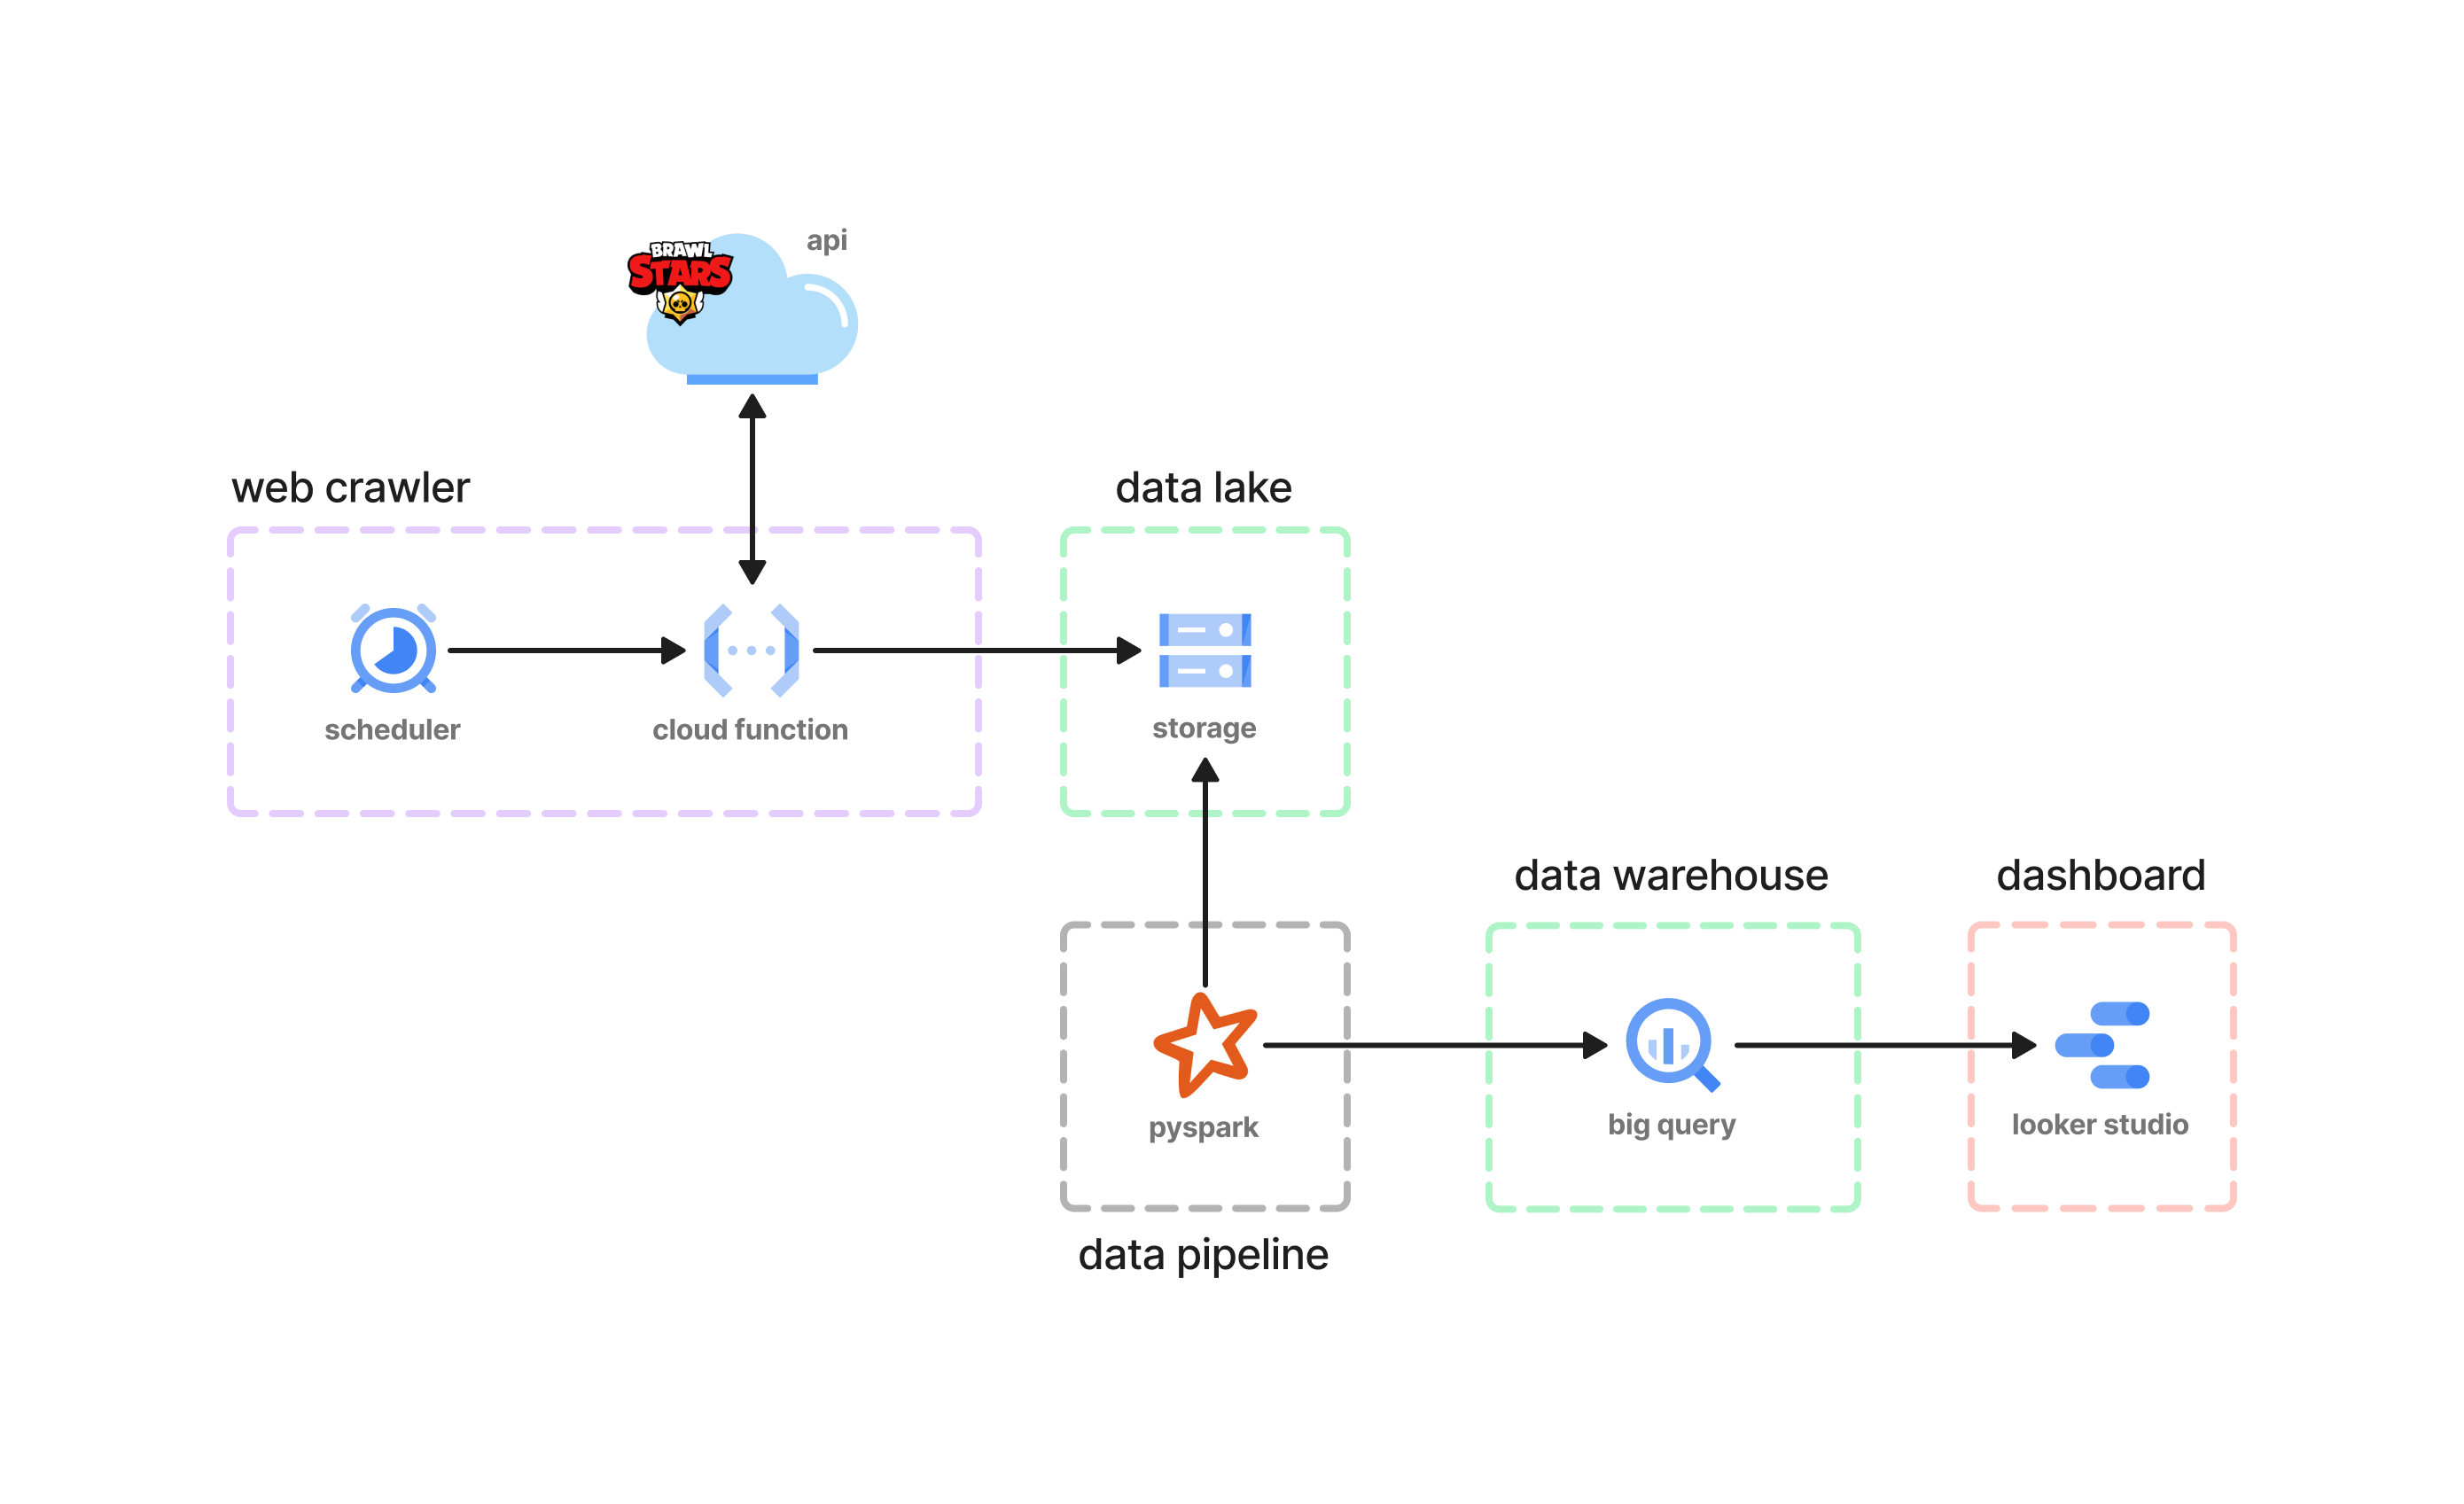 api
BRAWL
STARS
web crawler
data lake
scheduler
cloud function
storage
data warehouse
dashboard
pyspark
big query
looker studio
data pipeline